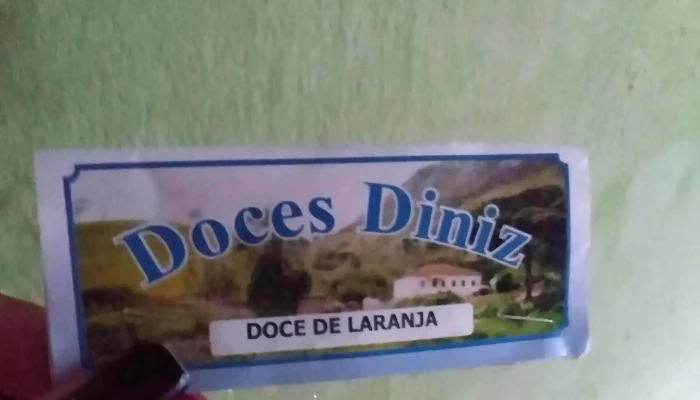 Doces Diniz
DOCE DE LARANJA